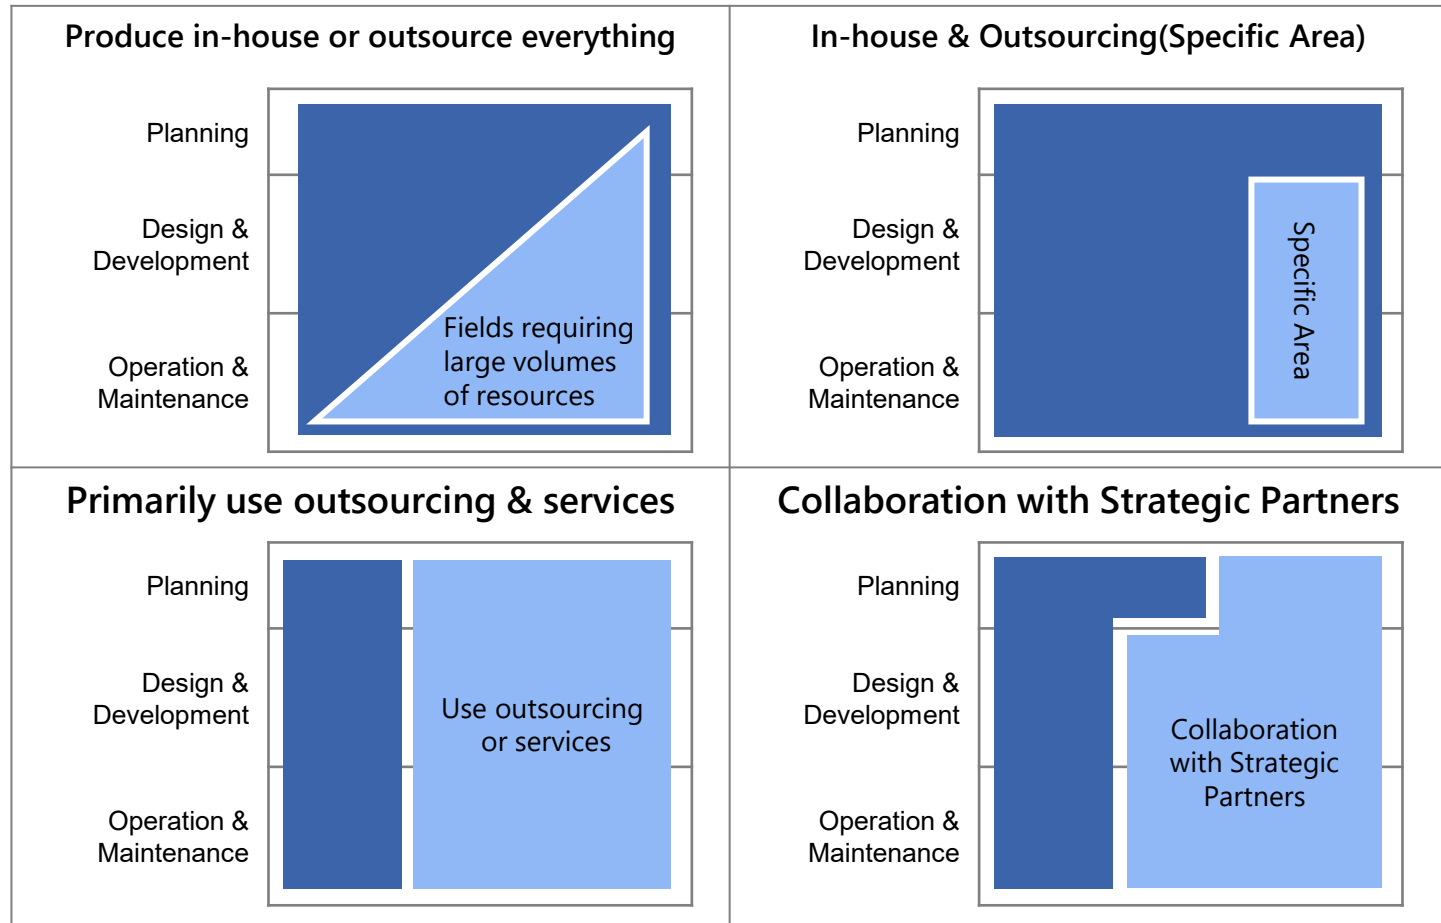 Produce in-house or outsource everything
Planning
Design &
Development
Operation &
Maintenance
Fields requiring
large volumes
of resources
In-house & Outsourcing(Specific Area)
Planning
Design &
Development
Operation &
Maintenance
Specific Area
Primarily use outsourcing & services
Planning
Design &
Development
Operation &
Maintenance
Use outsourcing
or services
Collaboration with Strategic Partners
Planning
Design &
Development
Operation &
Maintenance
Collaboration
with Strategic
Partners